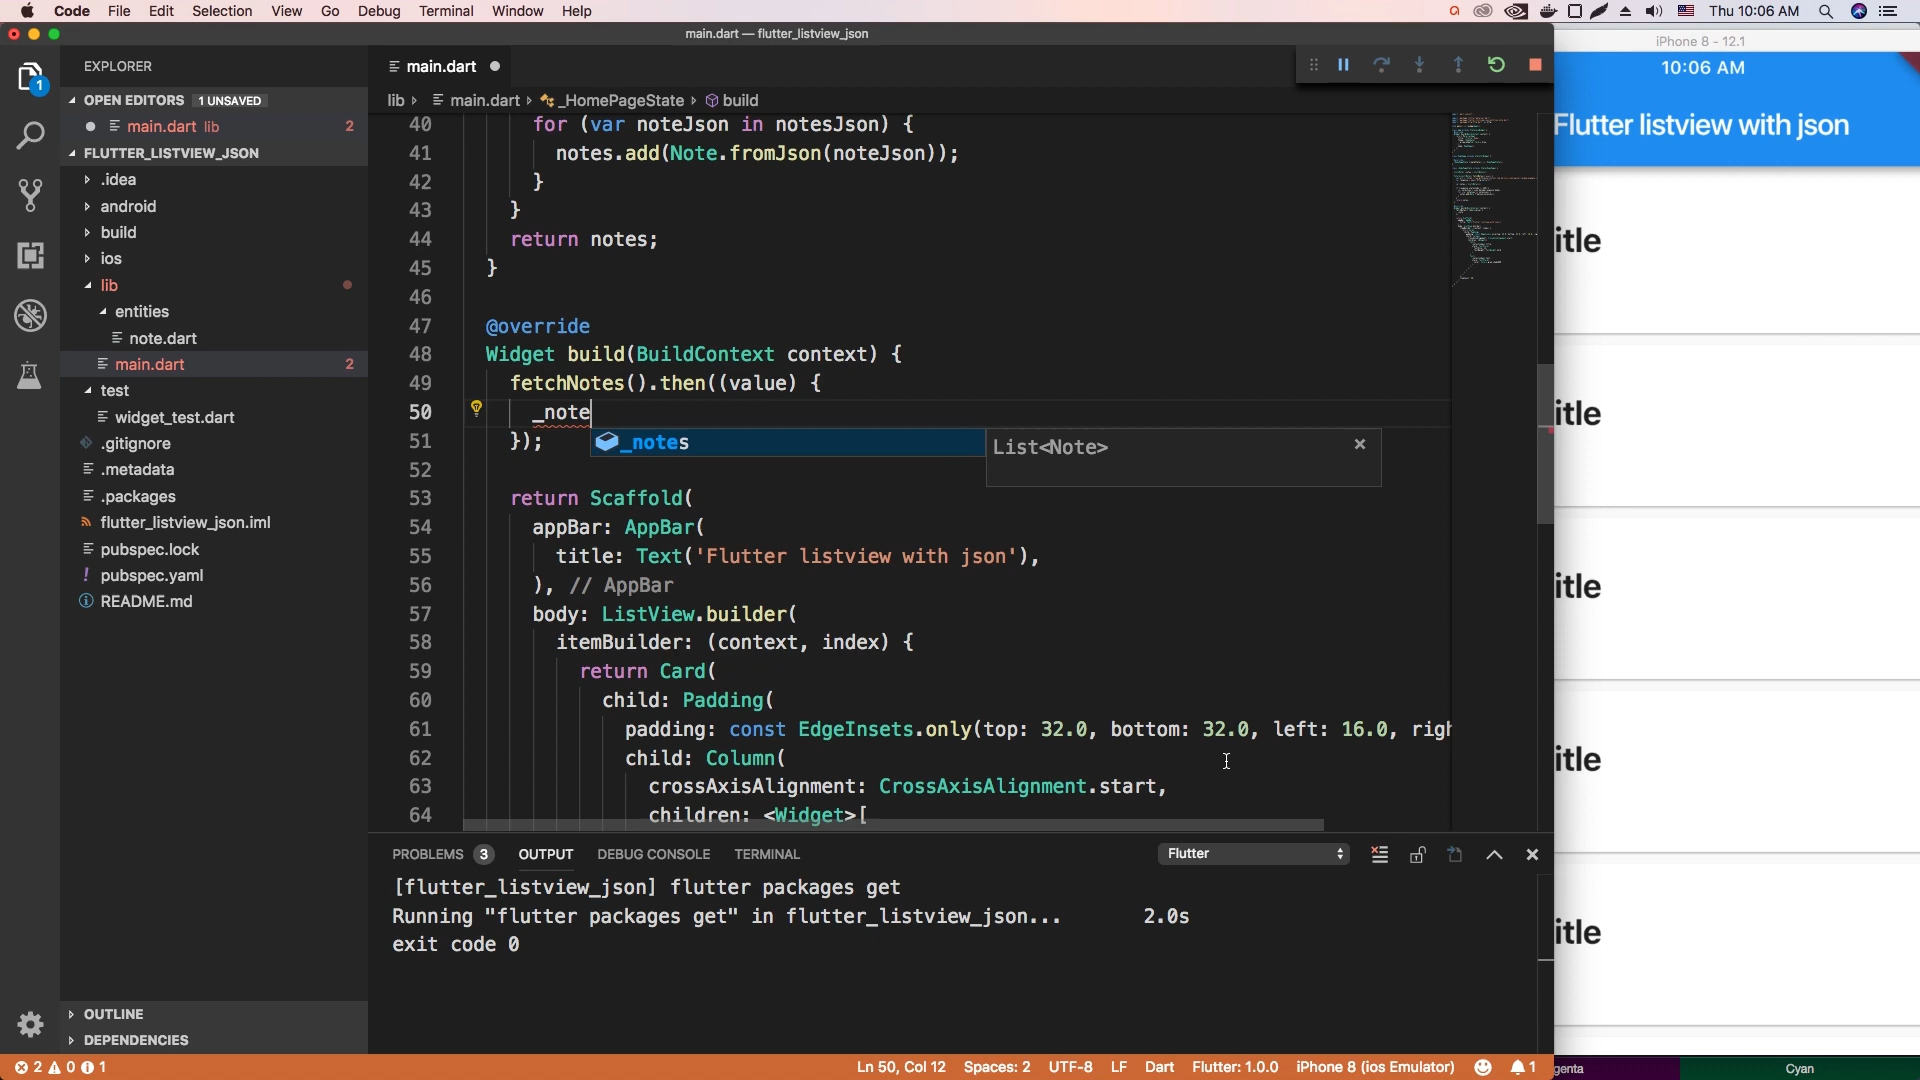 Code File Edit Selection View Go Debug Terminal Window Help
Thu 10:06 AM
main.dart — flutter_listview_json
iPhone 8 - 12.1
EXPLORER
OPEN EDITORS 1 UNSAVED
main.dart lib 2
FLUTTER_LISTVIEW_JSON
.idea
android
build
ios
lib
entities
note.dart
main.dart 2
test
widget_test.dart
.gitignore
.metadata
.packages
flutter_listview_json.iml
pubspec.lock
pubspec.yaml
README.md
OUTLINE
DEPENDENCIES
1
main.dart
lib main.dart _HomePageState build
40 for (var noteJson in notesJson) {
41 notes.add(Note.fromJson(noteJson));
42 }
43 }
44 return notes;
45 }
46
47 @override
48 Widget build(BuildContext context) {
49 fetchNotes().then((value) {
50 _note
51 });
_notes
List<Note>
52
53 return Scaffold(
54 appBar: AppBar(
55 title: Text('Flutter listview with json'),
56 ), // AppBar
57 body: ListView.builder(
58 itemBuilder: (context, index) {
59 return Card(
60 child: Padding(
61 padding: const EdgeInsets.only(top: 32.0, bottom: 32.0, left: 16.0, righ
62 child: Column(
63 crossAxisAlignment: CrossAxisAlignment.start,
64 children: <Widget>[
PROBLEMS 3 OUTPUT DEBUG CONSOLE TERMINAL
Flutter
[flutter_listview_json] flutter packages get
Running "flutter packages get" in flutter_listview_json... 2.0s
exit code 0
2 0 1
Ln 50, Col 12 Spaces: 2 UTF-8 LF Dart Flutter: 1.0.0 iPhone 8 (ios Emulator) 1
10:06 AM
Flutter listview with json
itle
itle
itle
itle
itle
genta
Cyan